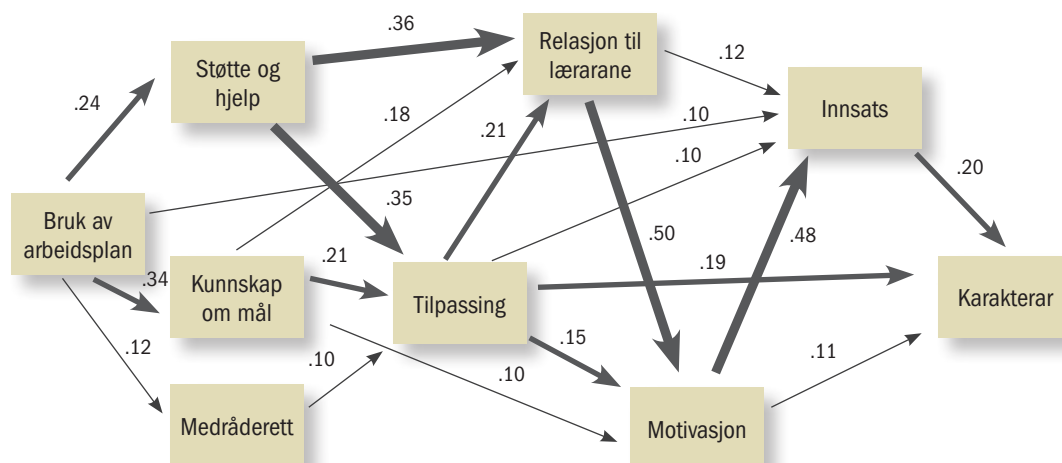 .36
Relasjon til
lærarane
.12
Støtte og
hjelp
.24
.18
.21
.10
Innsats
.10
.20
Bruk av
arbeidsplan
.35
.34
Kunnskap
om mål
.21
Tilpassing
.50
.48
.19
Karakterar
.12
.10
.10
.15
.11
Medråderett
Motivasjon